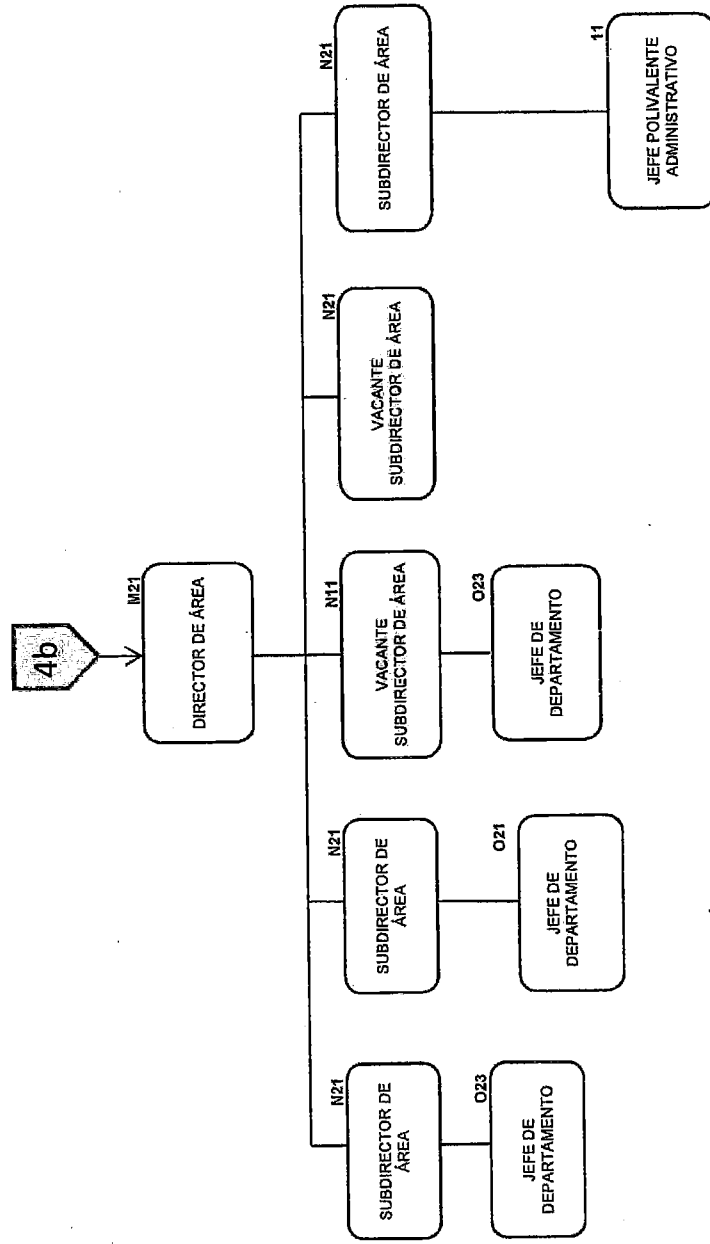 4b
M21
DIRECTOR DE ÁREA
N21
SUBDIRECTOR DE
ÁREA
N21
SUBDIRECTOR DE
ÁREA
N11
VACANTE
SUBDIRECTOR DE ÁREA
N21
VACANTE
SUBDIRECTOR DE ÁREA
N21
SUBDIRECTOR DE ÁREA
O23
JEFE DE
DEPARTAMENTO
O21
JEFE DE
DEPARTAMENTO
O23
JEFE DE
DEPARTAMENTO
11
JEFE POLIVALENTE
ADMINISTRATIVO